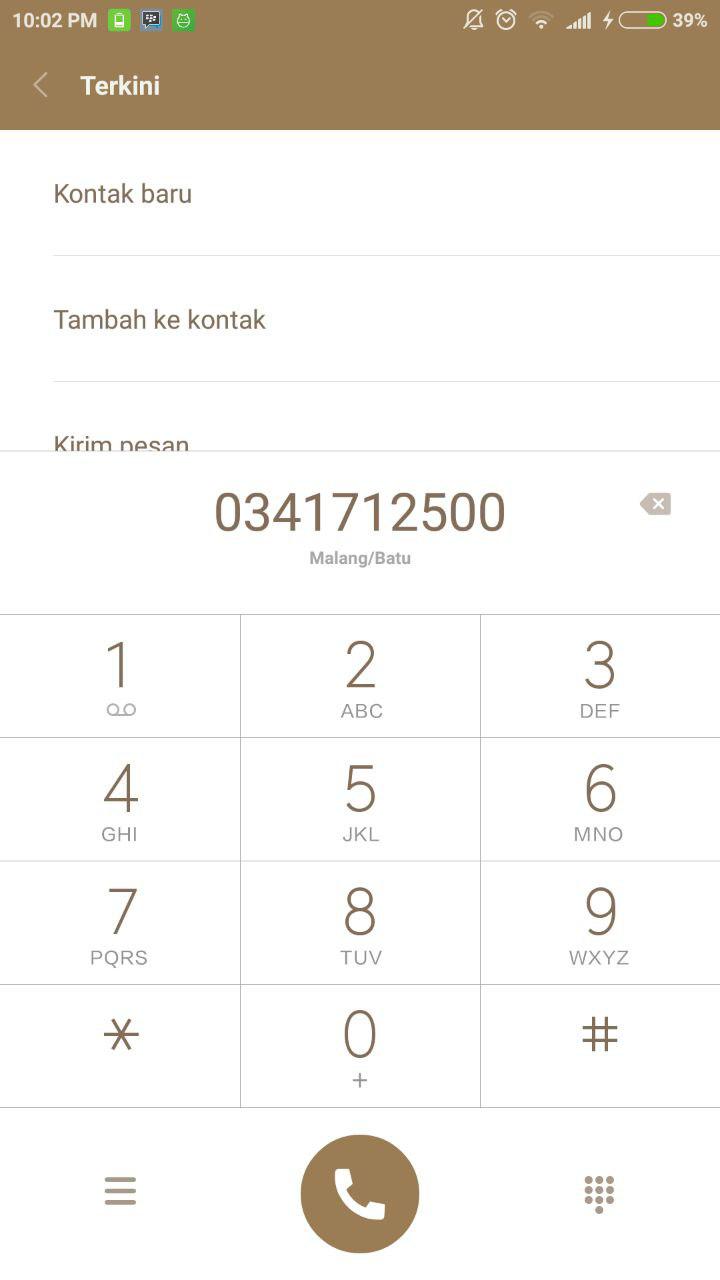 10:02 PM 39%
Terkini
Kontak baru
Tambah ke kontak
Kirim pesan
0341712500
Malang/Batu
1 2 3
ABC DEF
4 5 6
GHI JKL MNO
7 8 9
PQRS TUV WXYZ
* 0 #
+